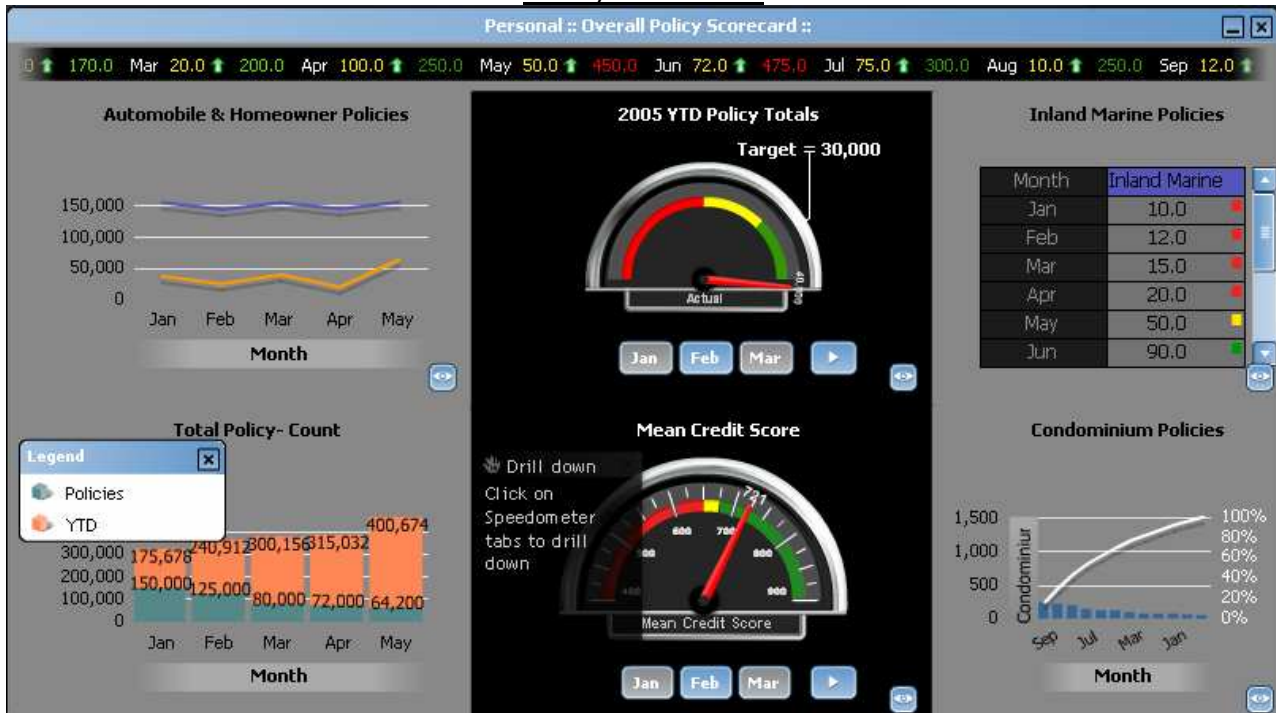 Personal :: Overall Policy Scorecard ::
170.0 Mar 20.0 200.0 Apr 100.0 250.0 May 50.0 450.0 Jun 72.0 475.0 Jul 75.0 300.0 Aug 10.0 250.0 Sep 12.0
Automobile & Homeowner Policies
150,000
100,000
50,000
0
Jan Feb Mar Apr May
Month
2005 YTD Policy Totals
Target = 30,000
40,000
Actual
Jan Feb Mar
Inland Marine Policies
Month Inland Marine
Jan 10.0
Feb 12.0
Mar 15.0
Apr 20.0
May 50.0
Jun 90.0
Total Policy- Count
Legend
Policies
YTD
300,000
200,000
100,000
0
175,678 240,912 300,156 315,032 400,674
150,000 125,000 80,000 72,000 64,200
Jan Feb Mar Apr May
Month
Mean Credit Score
Drill down
Click on
Speedometer
tabs to drill
down
600 700 800 900
721
Mean Credit Score
Jan Feb Mar
Condominium Policies
1,500
1,000
500
0
100%
80%
60%
40%
20%
0%
Sep Jul Mar Jan
Month